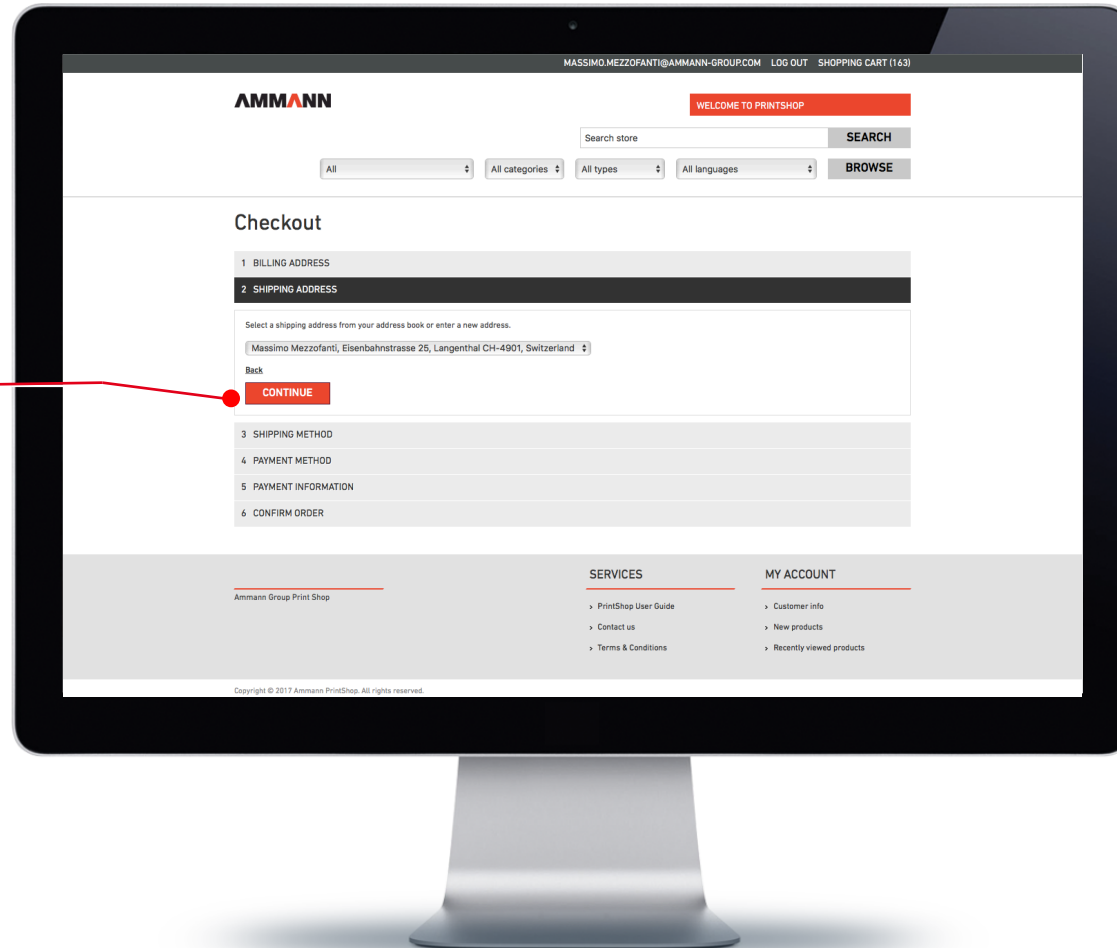 MASSIMO.MEZZOFANTI@AMMANN-GROUP.COM LOG OUT SHOPPING CART (163)
AMMANN
WELCOME TO PRINTSHOP
Search store SEARCH
All All categories All types All languages BROWSE
Checkout
1 BILLING ADDRESS
2 SHIPPING ADDRESS
Select a shipping address from your address book or enter a new address.
Massimo Mezzofanti, Eisenbahnstrasse 25, Langenthal CH-4901, Switzerland
Back
CONTINUE
3 SHIPPING METHOD
4 PAYMENT METHOD
5 PAYMENT INFORMATION
6 CONFIRM ORDER
SERVICES MY ACCOUNT
Ammann Group Print Shop
› PrintShop User Guide › Customer info
› Contact us › New products
› Terms & Conditions › Recently viewed products
Copyright © 2017 Ammann PrintShop. All rights reserved.